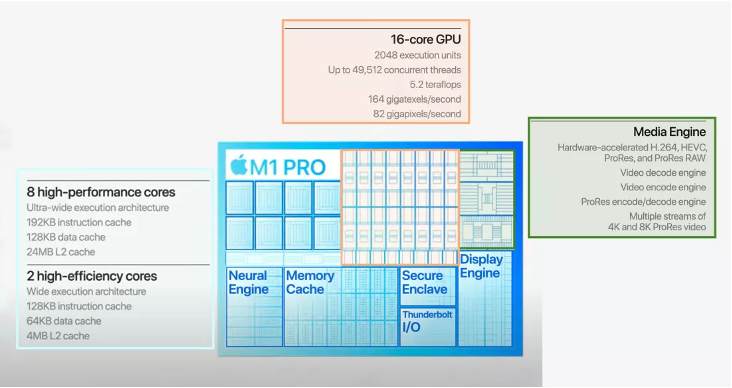 16-core GPU
2048 execution units
Up to 49,512 concurrent threads
5.2 teraflops
164 gigatexels/second
82 gigapixels/second
Media Engine
Hardware-accelerated H.264, HEVC,
ProRes, and ProRes RAW
Video decode engine
Video encode engine
ProRes encode/decode engine
Multiple streams of
4K and 8K ProRes video
8 high-performance cores
Ultra-wide execution architecture
192KB instruction cache
128KB data cache
24MB L2 cache
2 high-efficiency cores
Wide execution architecture
128KB instruction cache
64KB data cache
4MB L2 cache
M1 PRO
Neural
Engine
Memory
Cache
Secure
Enclave
Thunderbolt
I/O
Display
Engine